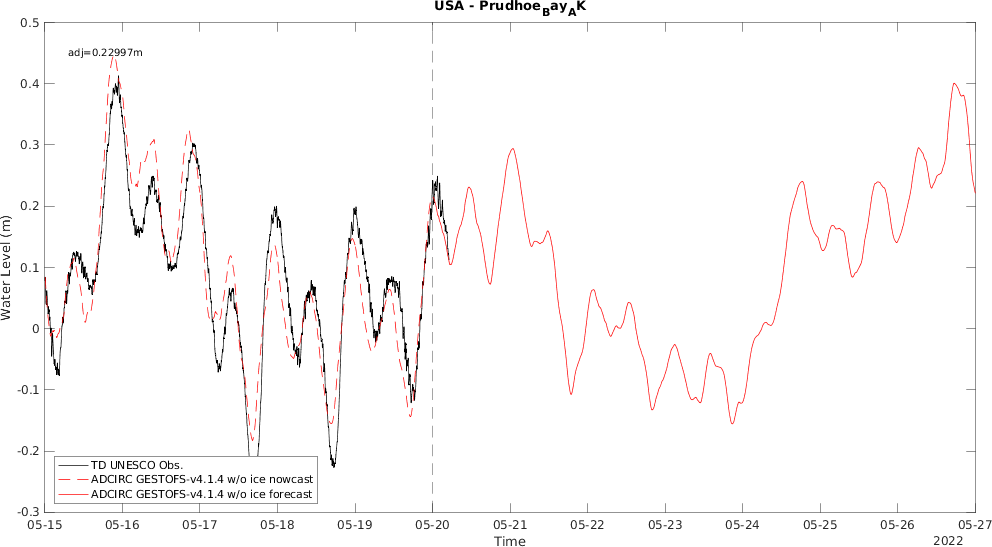 USA - Prudhoe_Bay_AK
0.5
adj=0.22997m
0.4
0.3
0.2
0.1
0
-0.1
-0.2
-0.3
Water Level (m)
TD UNESCO Obs.
ADCIRC GESTOFS-v4.1.4 w/o ice nowcast
ADCIRC GESTOFS-v4.1.4 w/o ice forecast
05-15 05-16 05-17 05-18 05-19 05-20 05-21 05-22 05-23 05-24 05-25 05-26 05-27
Time
2022